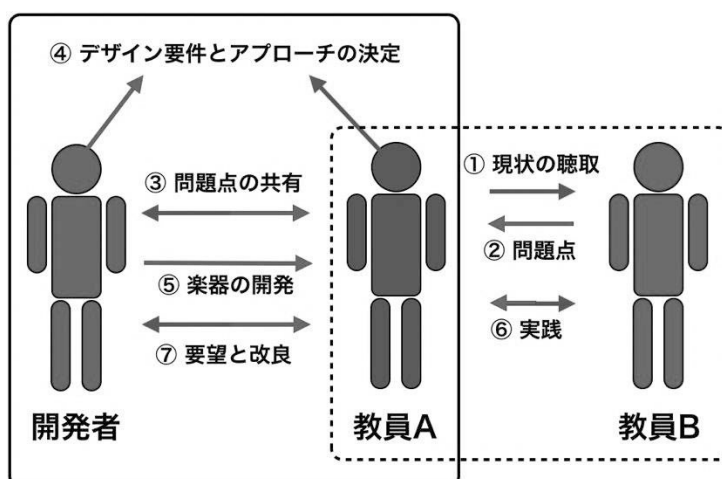 ④ デザイン要件とアプローチの決定
① 現状の聴取
③ 問題点の共有
② 問題点
⑤ 楽器の開発
⑥ 実践
⑦ 要望と改良
開発者
教員A
教員B